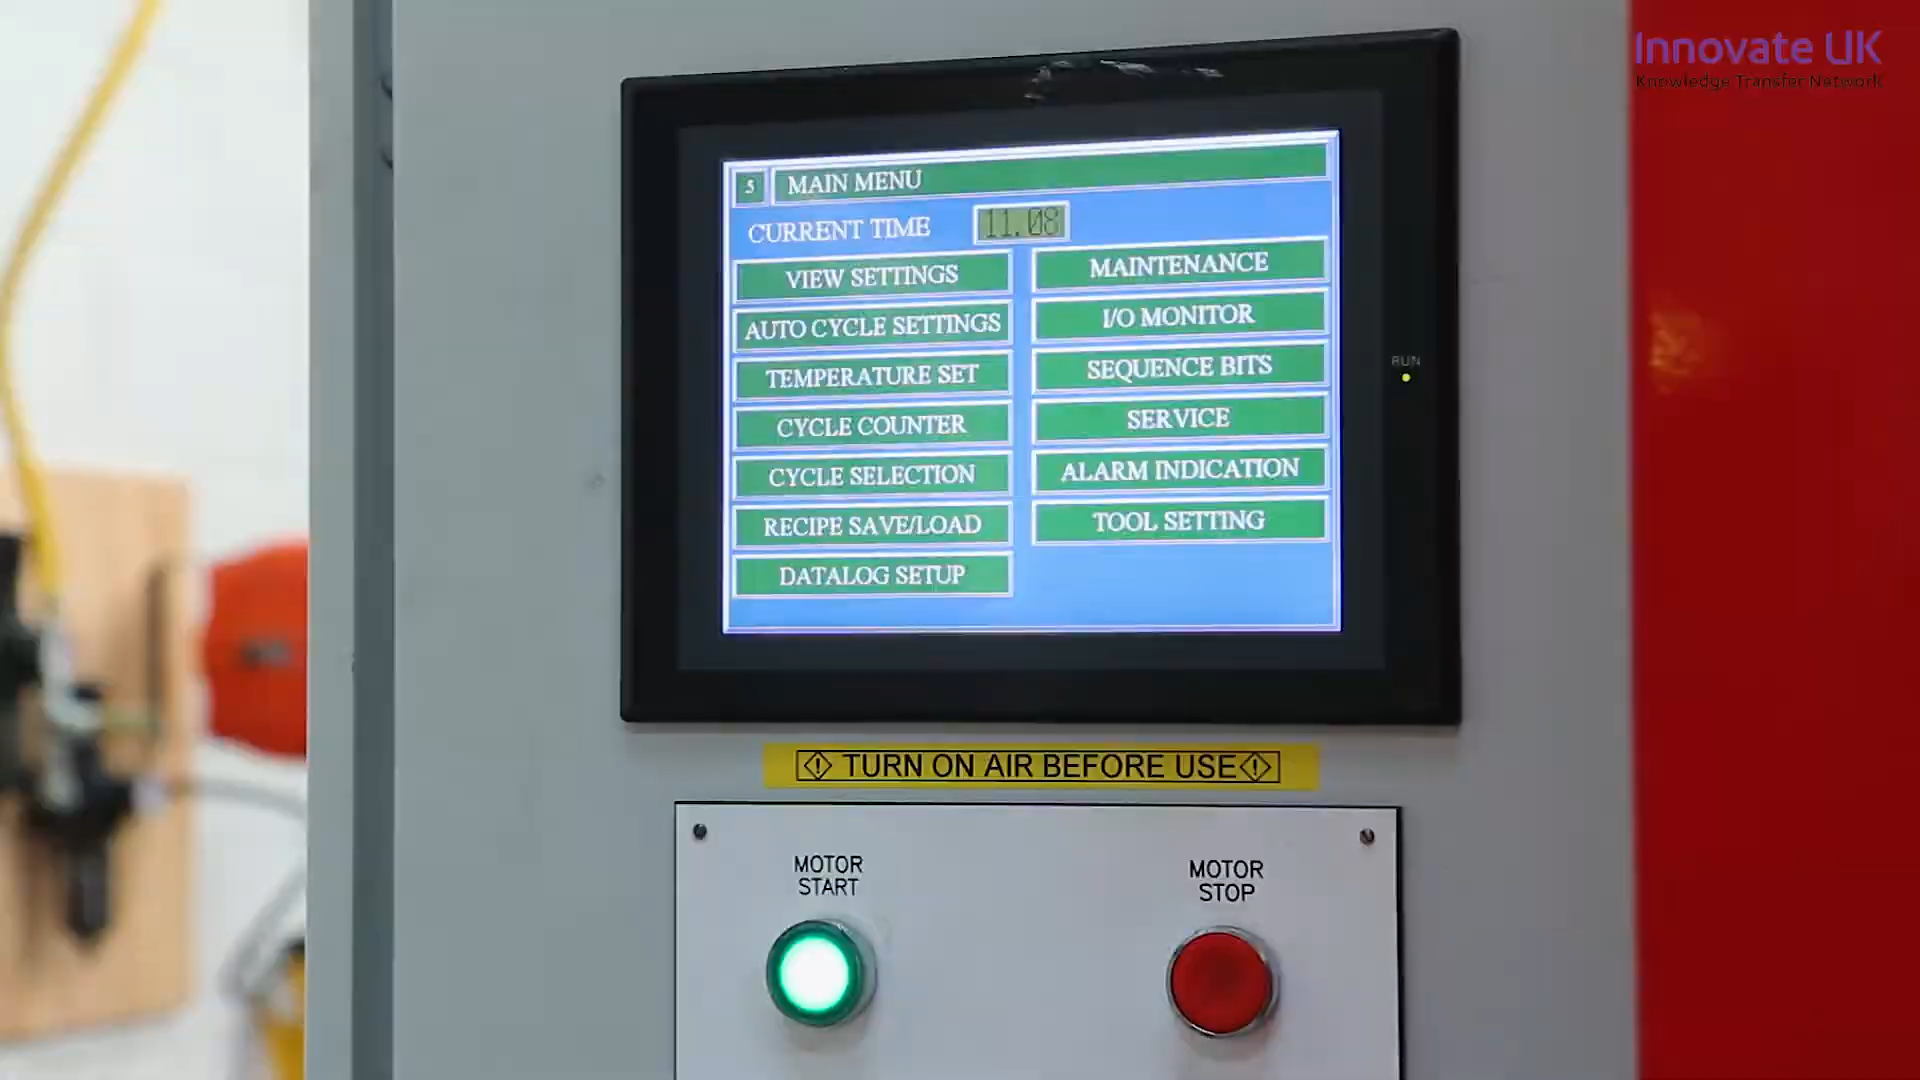 Innovate UK
Knowledge Transfer Network
5 MAIN MENU
CURRENT TIME 11.08
VIEW SETTINGS
AUTO CYCLE SETTINGS
TEMPERATURE SET
CYCLE COUNTER
CYCLE SELECTION
RECIPE SAVE/LOAD
DATALOG SETUP
MAINTENANCE
I/O MONITOR
SEQUENCE BITS
SERVICE
ALARM INDICATION
TOOL SETTING
RUN
TURN ON AIR BEFORE USE
MOTOR
START
MOTOR
STOP